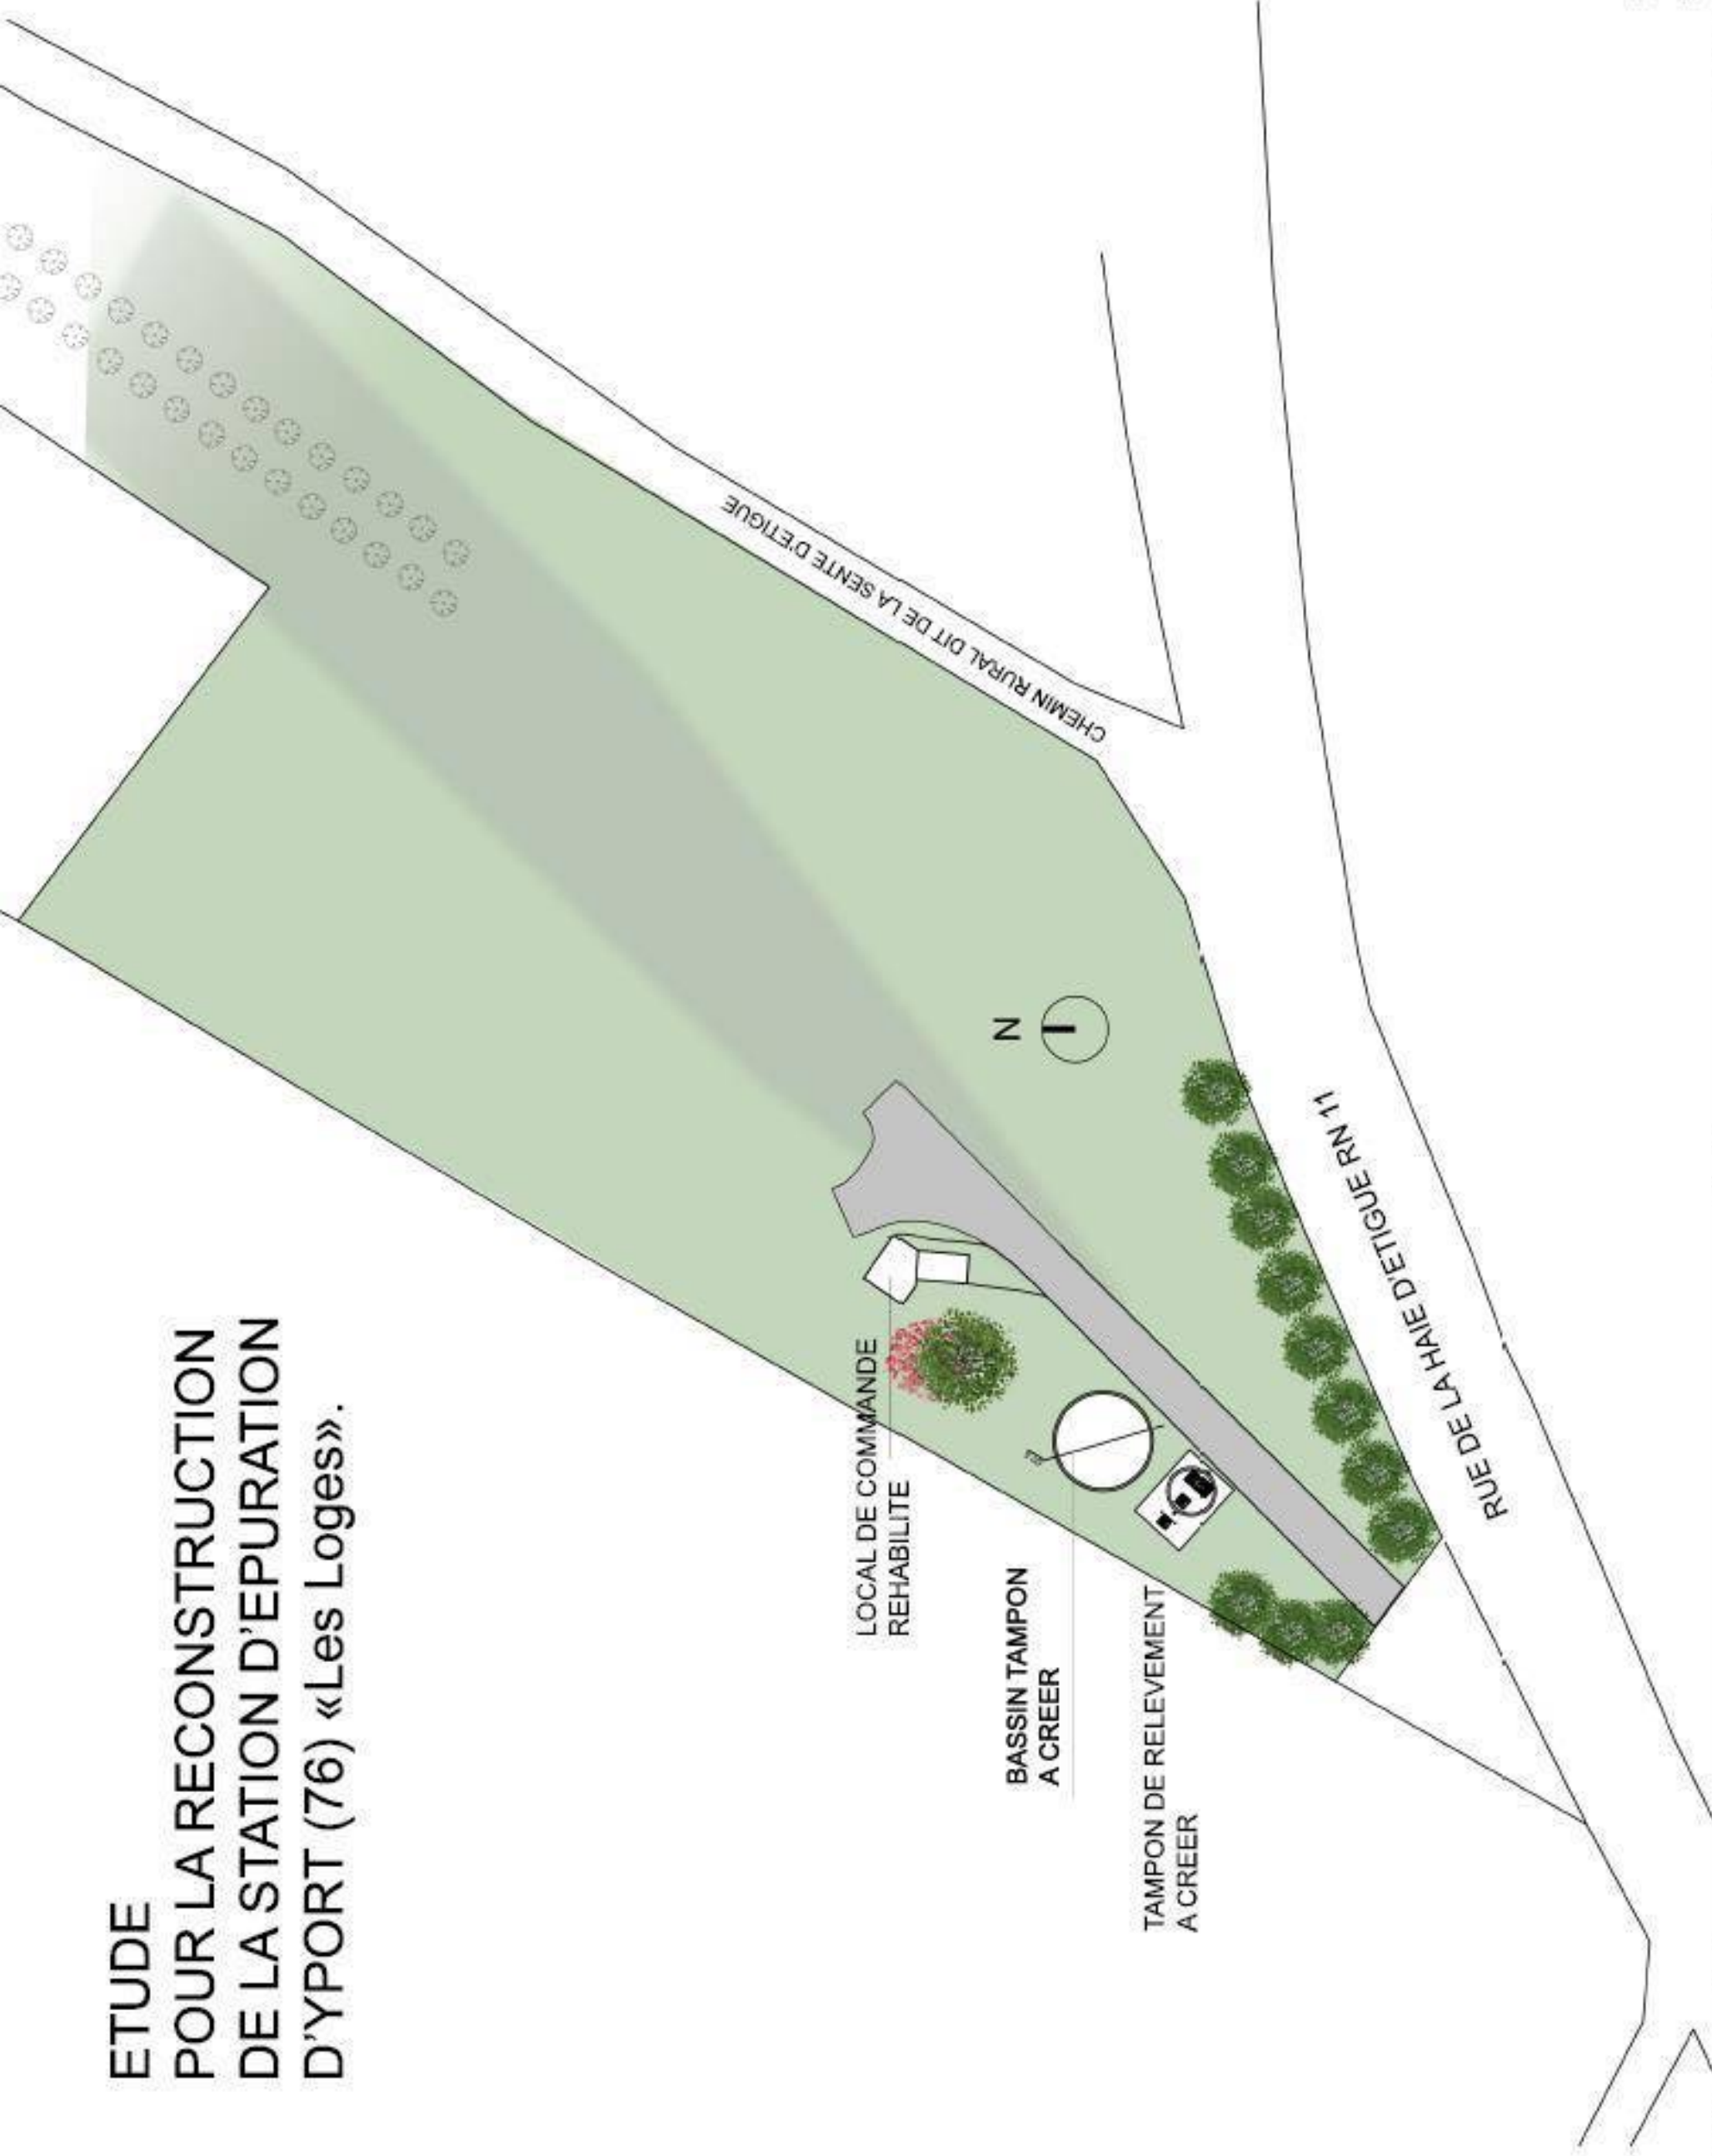 ETUDE
POUR LA RECONSTRUCTION
DE LA STATION D'EPURATION
D'YPORT (76) «Les Loges».
LOCAL DE COMMANDE
REHABILITE
BASSIN TAMPON
A CREER
TAMPON DE RELEVEMENT
A CREER
N
CHEMIN RURAL DIT DE LA SENTE D'ETIGUE
RUE DE LA HAIE D'ETIGUE RN 11